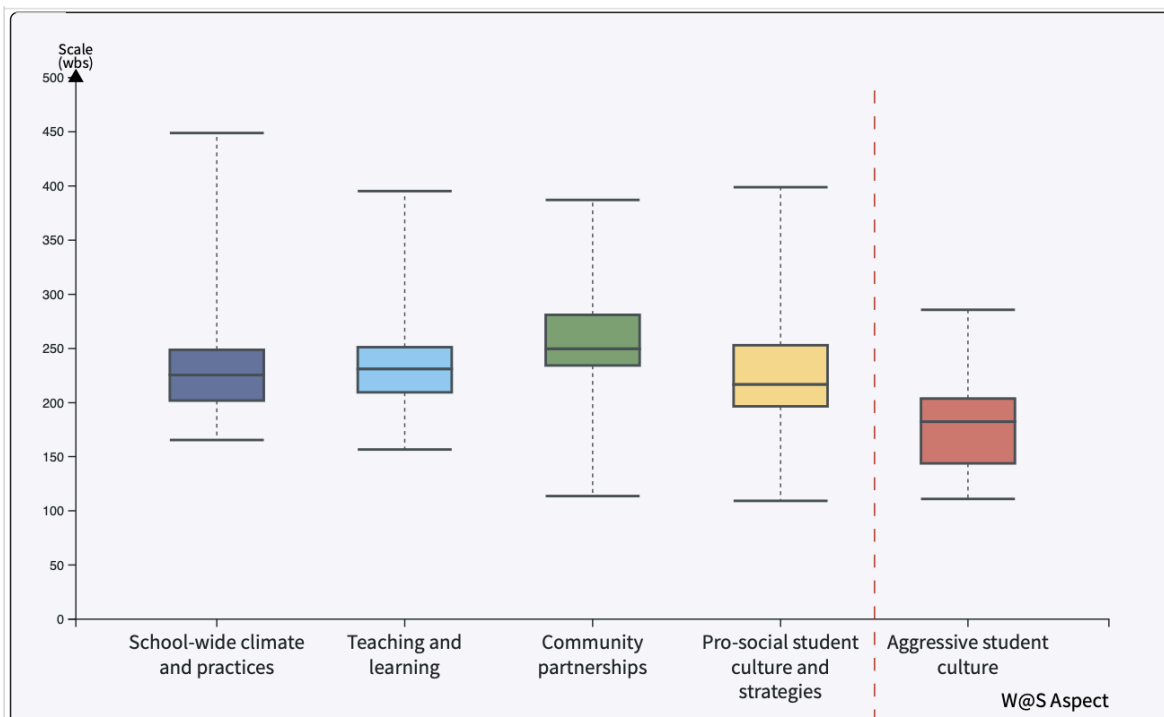 Scale
(wbs)
500
450
400
350
300
250
200
150
100
50
0
School-wide climate
and practices
Teaching and
learning
Community
partnerships
Pro-social student
culture and
strategies
Aggressive student
culture
W@S Aspect